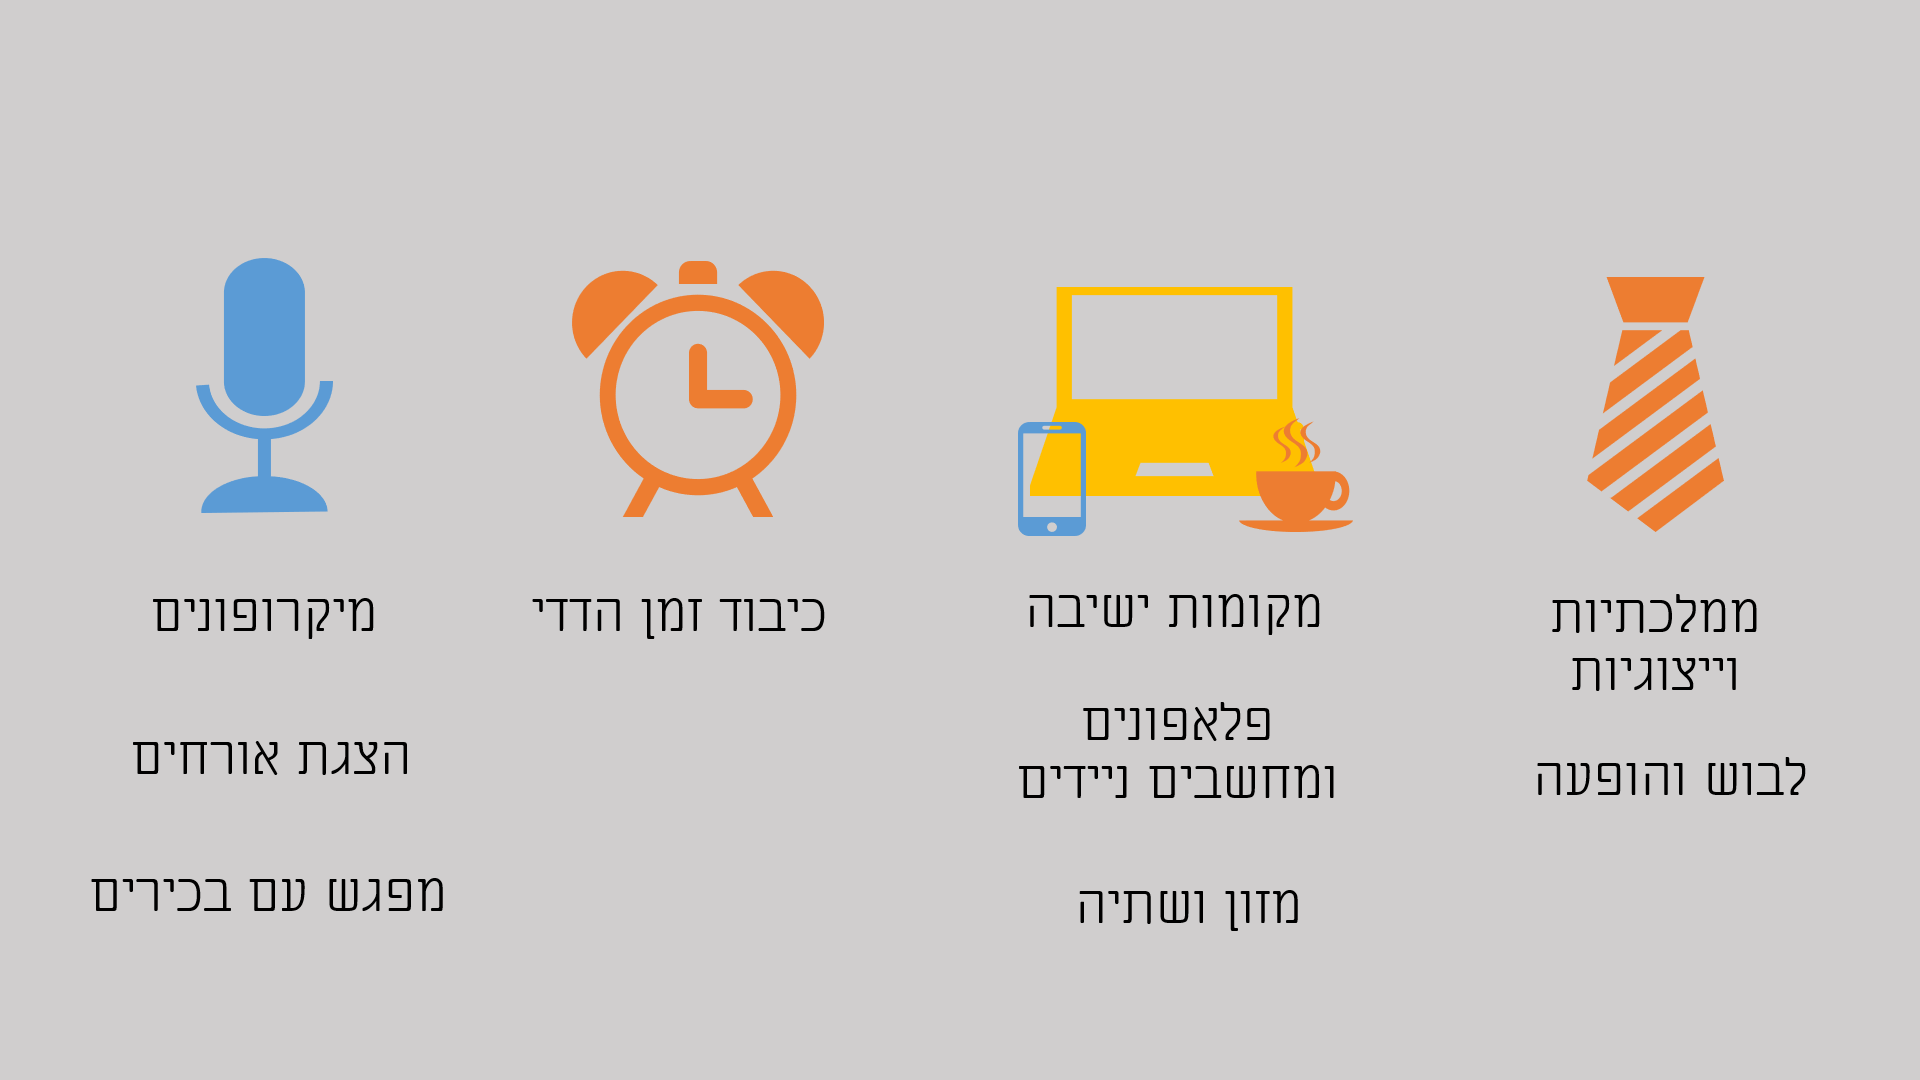 ממלכתיות
וייצוגיות
לבוש והופעה
מקומות ישיבה
פלאפונים
ומחשבים ניידים
מזון ושתיה
כיבוד זמן הדדי
מיקרופונים
הצגת אורחים
מפגש עם בכירים